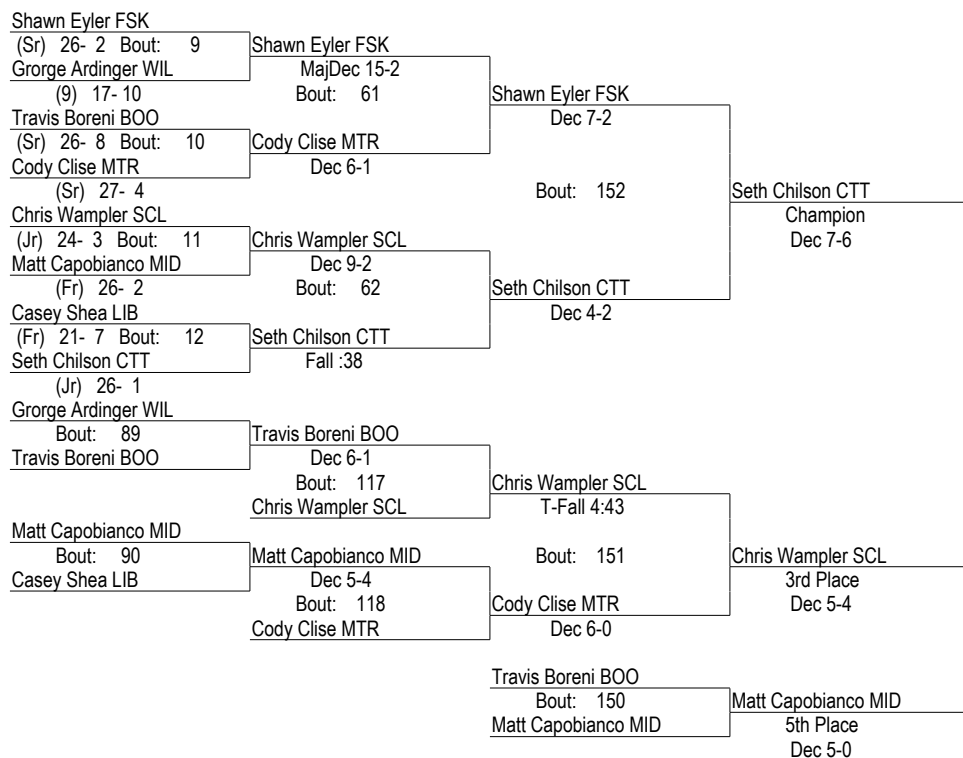 Shawn Eyler FSK
(Sr) 26- 2 Bout: 9 Shawn Eyler FSK
Grorge Ardinger WIL MajDec 15-2
(9) 17- 10 Bout: 61 Shawn Eyler FSK
Travis Boreni BOO Dec 7-2
(Sr) 26- 8 Bout: 10 Cody Clise MTR
Cody Clise MTR Dec 6-1
(Sr) 27- 4 Bout: 152 Seth Chilson CTT
Chris Wampler SCL Champion
(Jr) 24- 3 Bout: 11 Chris Wampler SCL Dec 7-6
Matt Capobianco MID Dec 9-2
(Fr) 26- 2 Bout: 62 Seth Chilson CTT
Casey Shea LIB Dec 4-2
(Fr) 21- 7 Bout: 12 Seth Chilson CTT
Seth Chilson CTT Fall :38
(Jr) 26- 1
Grorge Ardinger WIL
Bout: 89 Travis Boreni BOO
Travis Boreni BOO Dec 6-1
Bout: 117 Chris Wampler SCL
Chris Wampler SCL T-Fall 4:43
Matt Capobianco MID
Bout: 90 Matt Capobianco MID Bout: 151 Chris Wampler SCL
Casey Shea LIB Dec 5-4 3rd Place
Bout: 118 Cody Clise MTR Dec 5-4
Cody Clise MTR Dec 6-0
Travis Boreni BOO
Bout: 150 Matt Capobianco MID
Matt Capobianco MID 5th Place
Dec 5-0